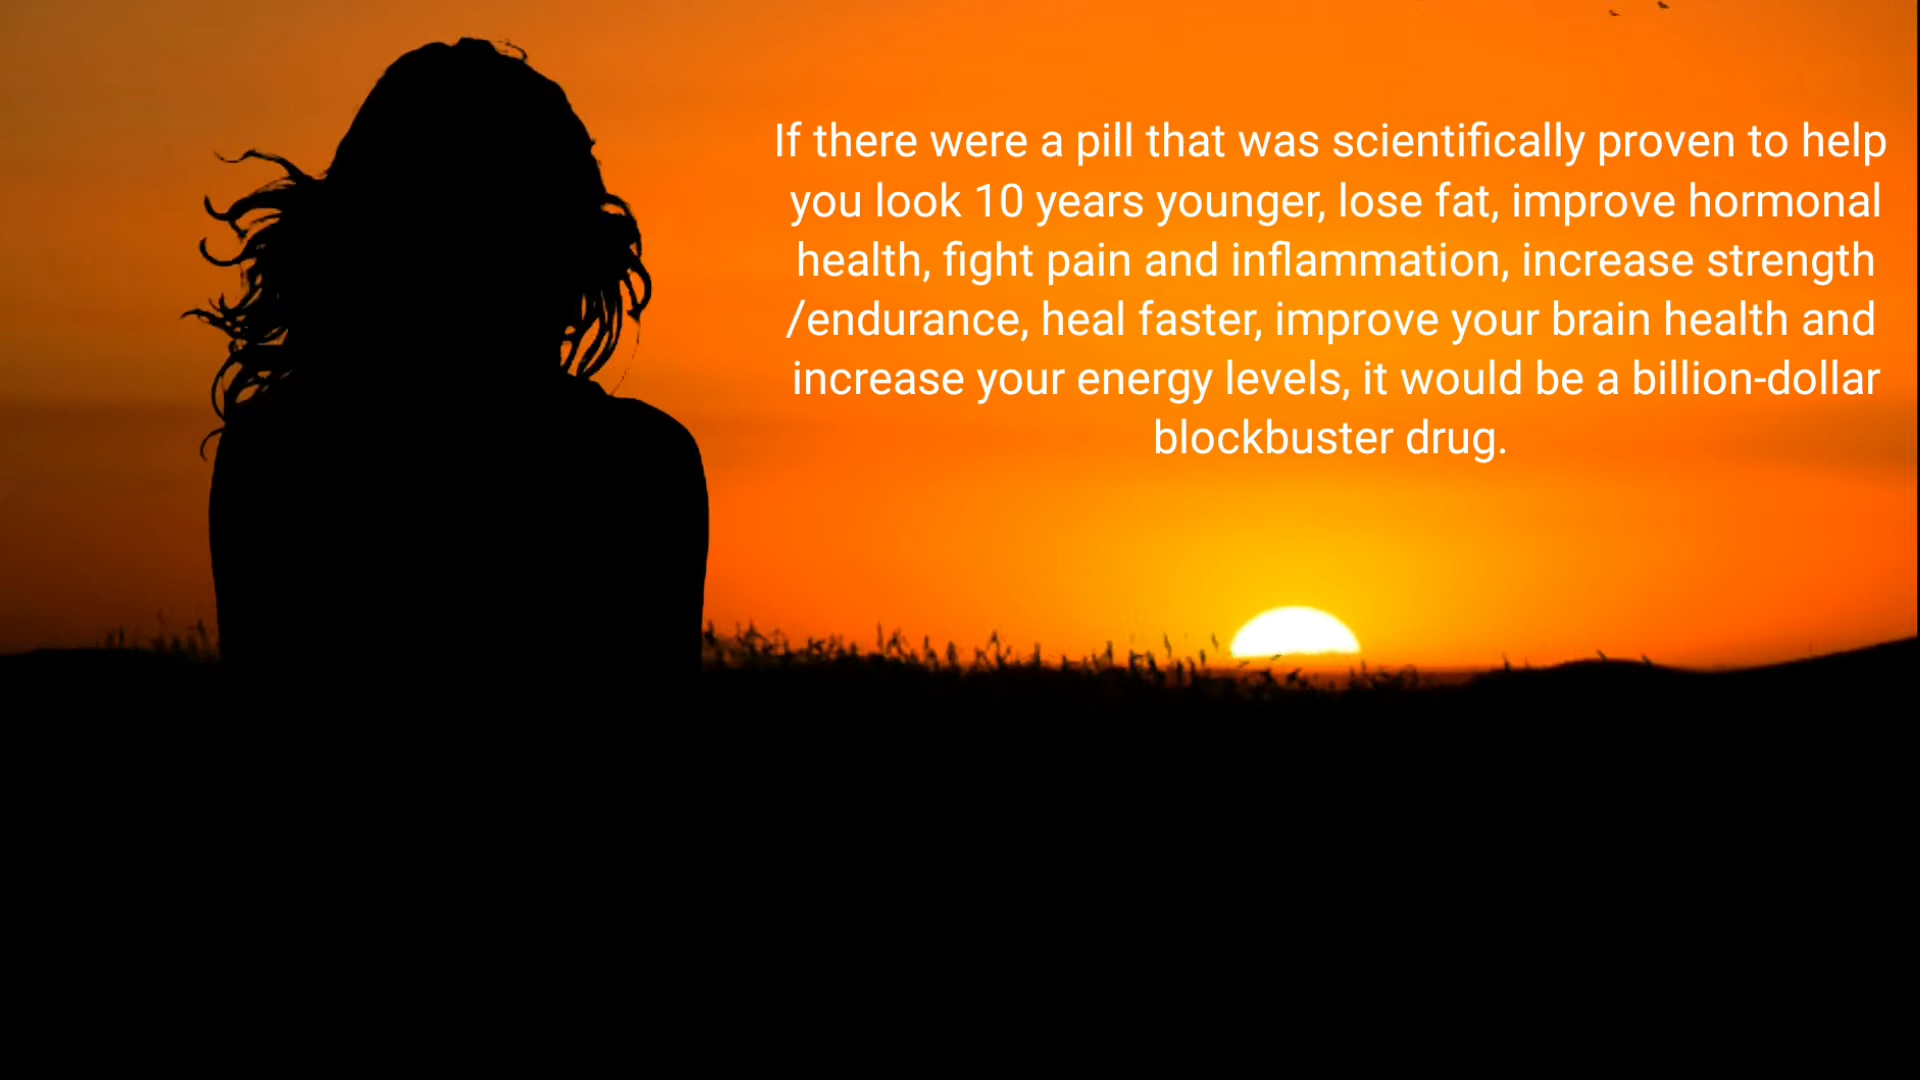 If there were a pill that was scientifically proven to help
you look 10 years younger, lose fat, improve hormonal
health, fight pain and inflammation, increase strength
/endurance, heal faster, improve your brain health and
increase your energy levels, it would be a billion-dollar
blockbuster drug.